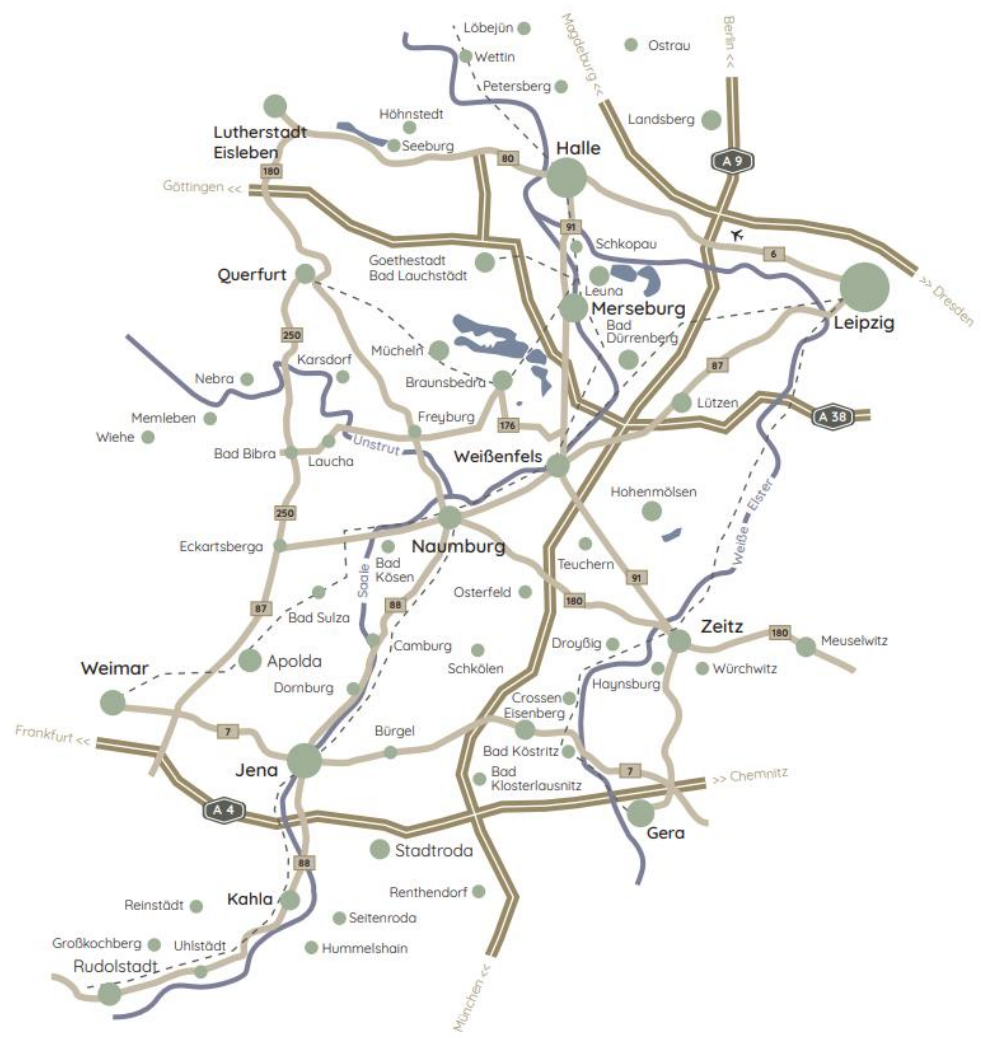 Löbejün
Wettin
Ostrau
Magdeburg <<
Berlin <<
Petersberg
Landsberg
Höhnstedt
Lutherstadt
Eisleben
Seeburg
80
Halle
A 9
180
Göttingen <<
91
Schkopau
6
Goethestadt
Bad Lauchstädt
Querfurt
Leuna
>> Dresden
Merseburg
Leipzig
Bad
Dürrenberg
250
Mücheln
Karsdorf
87
Nebra
Braunsbedra
Lützen
Memleben
Freyburg
176
A 38
Wiehe
Unstrut
Bad Bibra
Laucha
Weißenfels
Hohenmölsen
Weiße Elster
250
Eckartsberga
Naumburg
Bad
Kösen
Teuchern
Saale
91
Osterfeld
180
87
88
Bad Sulza
Zeitz
180
Meuselwitz
Camburg
Droyßig
Weimar
Apolda
Schkölen
Haynsburg
Würchwitz
Dornburg
Crossen
Eisenberg
Frankfurt <<
7
Bürgel
Bad Köstritz
Jena
Bad
Klosterlausnitz
7
>> Chemnitz
A 4
Gera
Stadtroda
88
Kahla
Renthendorf
Reinstädt
Seitenroda
Großkochberg
Uhlstädt
Hummelshain
Rudolstadt
München <<